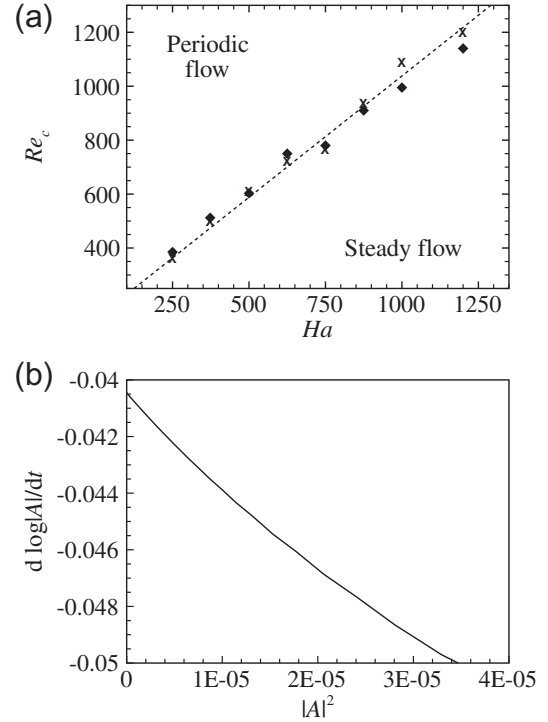 (a)
1200
Periodic
flow
1000
Re_c
800
600
400
Steady flow
250 500 750 1000 1250
Ha
(b)
-0.04
-0.042
-0.044
d log|A|/dt
-0.046
-0.048
-0.05
0 1E-05 2E-05 3E-05 4E-05
|A|²